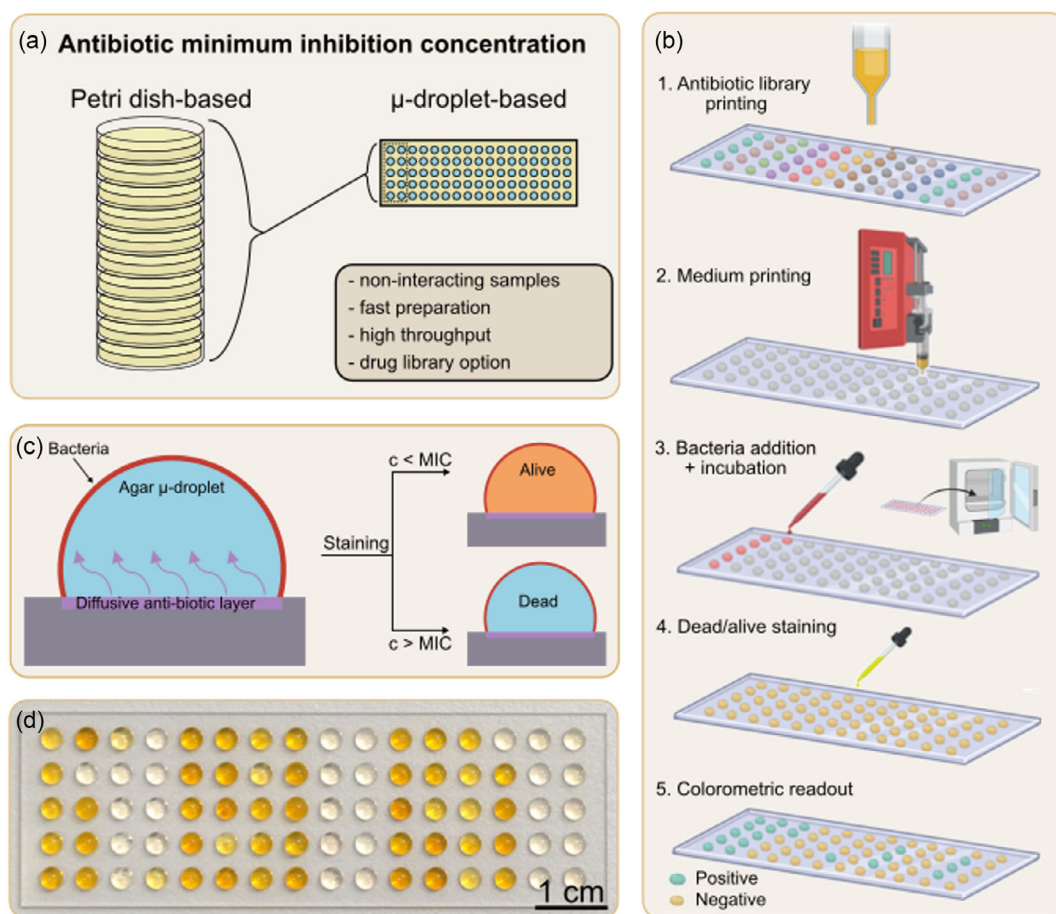 (a) Antibiotic minimum inhibition concentration
Petri dish-based
μ-droplet-based
- non-interacting samples
- fast preparation
- high throughput
- drug library option
(b)
1. Antibiotic library
printing
2. Medium printing
3. Bacteria addition
+ incubation
4. Dead/alive staining
5. Colorometric readout
Positive
Negative
(c)
Bacteria
Agar μ-droplet
Diffusive anti-biotic layer
Staining
c < MIC
c > MIC
Alive
Dead
(d)
1 cm